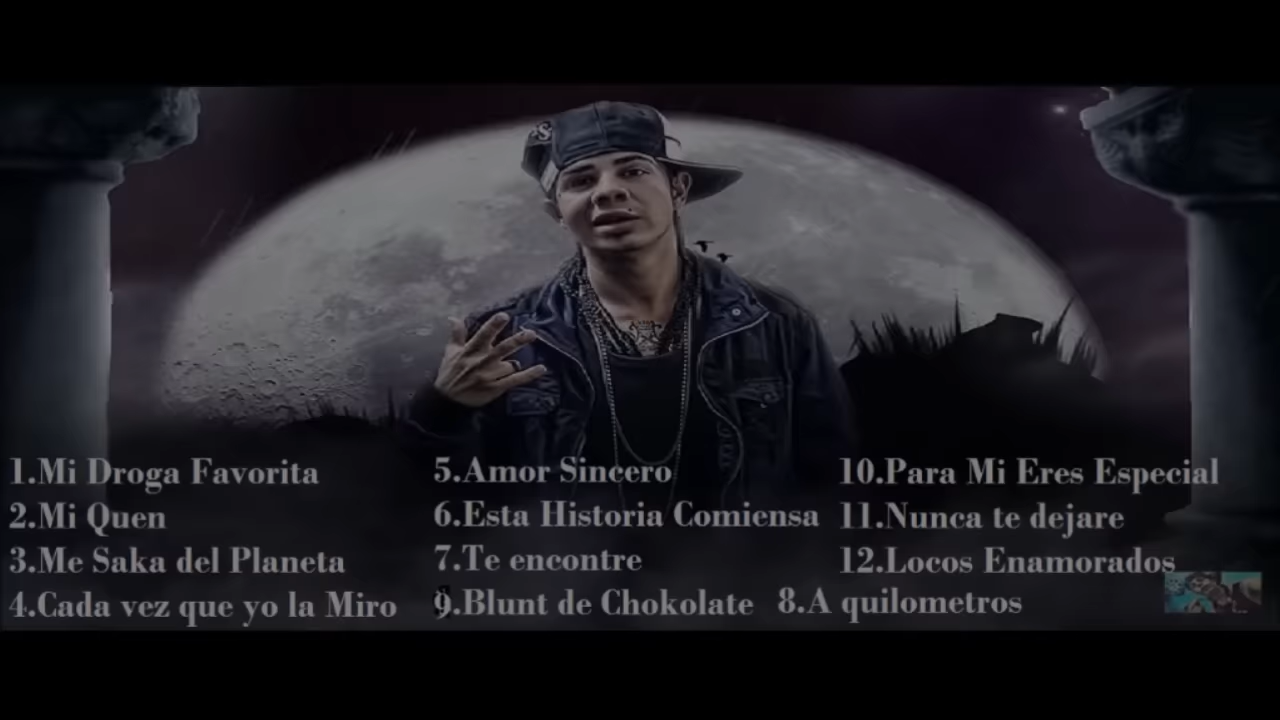 1.Mi Droga Favorita
2.Mi Quen
3.Me Saka del Planeta
4.Cada vez que yo la Miro
5.Amor Sincero
6.Esta Historia Comiensa
7.Te encontre
9.Blunt de Chokolate
8.A quilometros
10.Para Mi Eres Especial
11.Nunca te dejare
12.Locos Enamorados